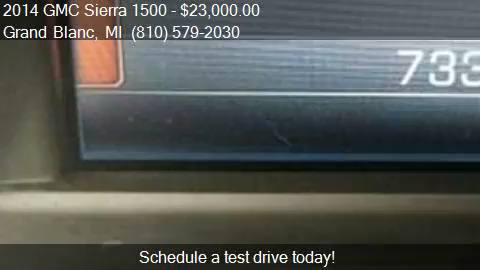 2014 GMC Sierra 1500 - $23,000.00
Grand Blanc, MI  (810) 579-2030
733
Schedule a test drive today!